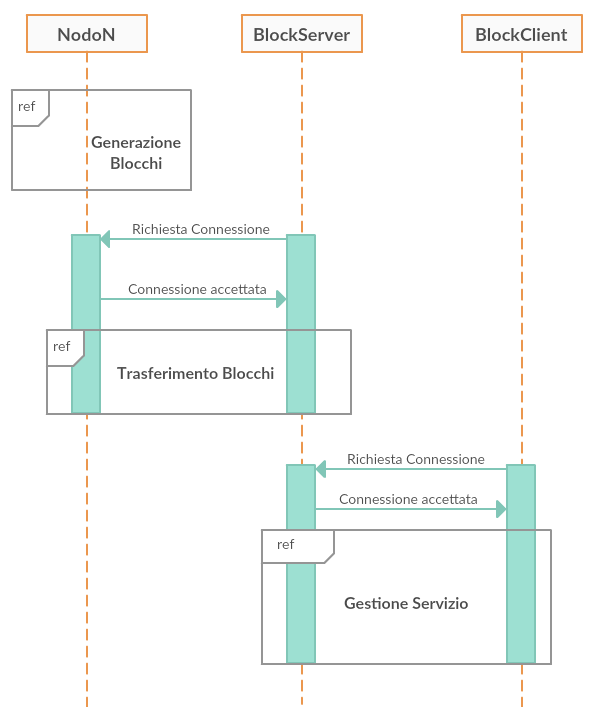 NodoN
BlockServer
BlockClient
ref
Generazione
Blocchi
Richiesta Connessione
Connessione accettata
ref
Trasferimento Blocchi
Richiesta Connessione
Connessione accettata
ref
Gestione Servizio